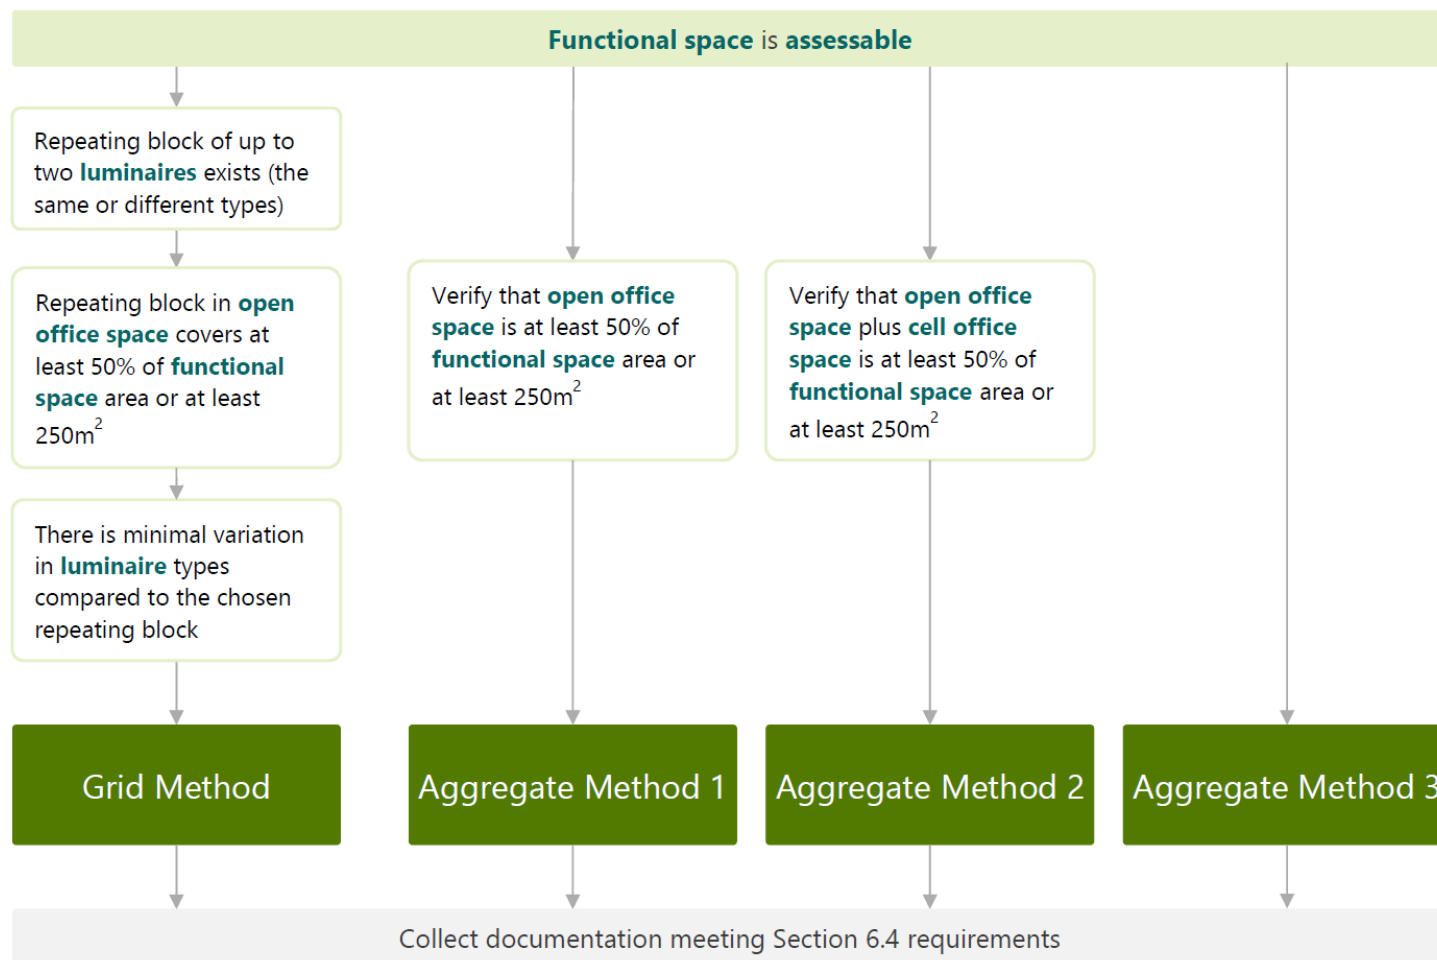 Functional space is assessable
Repeating block of up to
two luminaires exists (the
same or different types)
Repeating block in open
office space covers at
least 50% of functional
space area or at least
250m²
There is minimal variation
in luminaire types
compared to the chosen
repeating block
Grid Method
Verify that open office
space is at least 50% of
functional space area or
at least 250m²
Aggregate Method 1
Verify that open office
space plus cell office
space is at least 50% of
functional space area or
at least 250m²
Aggregate Method 2
Aggregate Method 3
Collect documentation meeting Section 6.4 requirements